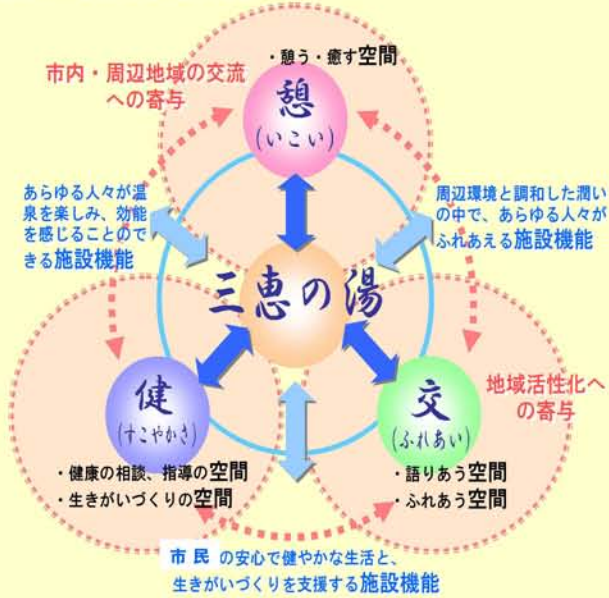 ・憩う・癒す空間
市内・周辺地域の交流
への寄与
憩
(いこい)
あらゆる人々が温
泉を楽しみ、効能
を感じることので
きる施設機能
周辺環境と調和した潤い
の中で、あらゆる人々が
ふれあえる施設機能
三恵の湯
健
(すこやかさ)
交
(ふれあい)
地域活性化へ
の寄与
・健康の相談、指導の空間
・生きがいづくりの空間
・語りあう空間
・ふれあう空間
市民の安心で健やかな生活と、
生きがいづくりを支援する施設機能